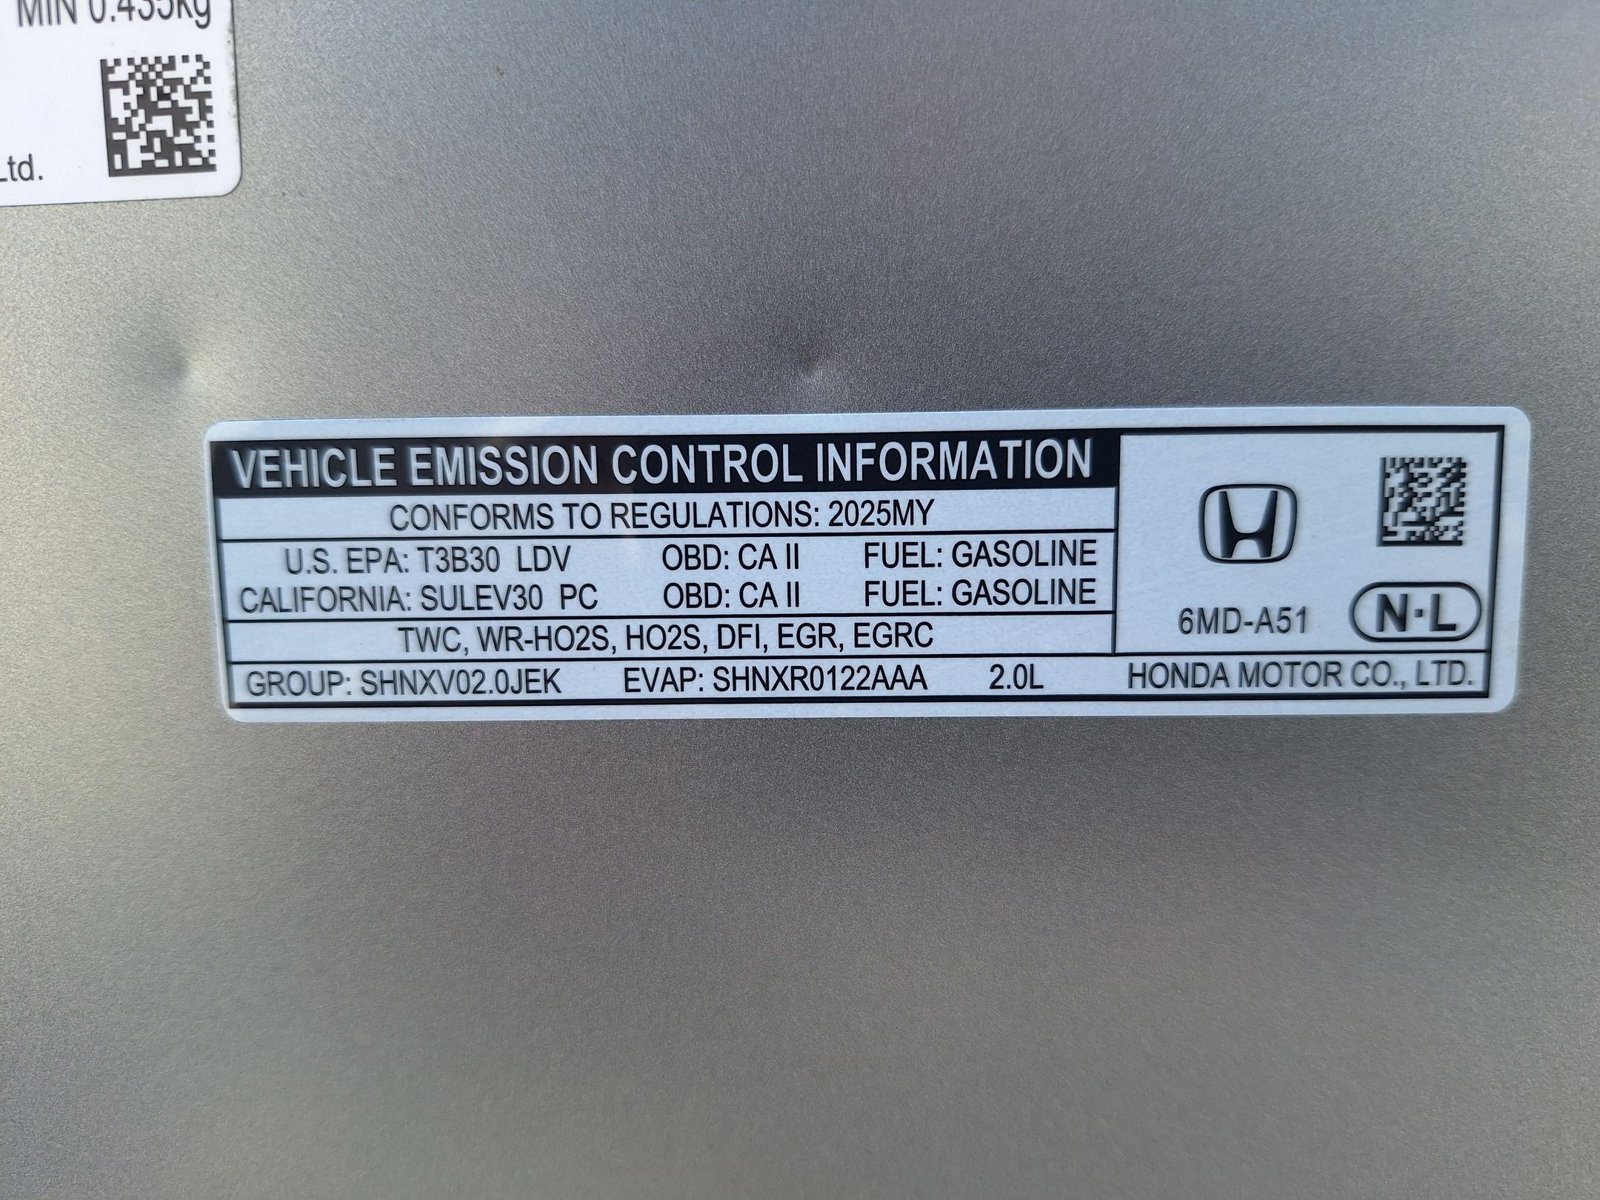 MIN 0.435kg
Ltd.
VEHICLE EMISSION CONTROL INFORMATION
CONFORMS TO REGULATIONS: 2025MY
U.S. EPA: T3B30 LDV OBD: CA II FUEL: GASOLINE
CALIFORNIA: SULEV30 PC OBD: CA II FUEL: GASOLINE
TWC, WR-HO2S, HO2S, DFI, EGR, EGRC
GROUP: SHNXV02.0JEK EVAP: SHNXR0122AAA 2.0L
6MD-A51 N·L
HONDA MOTOR CO., LTD.